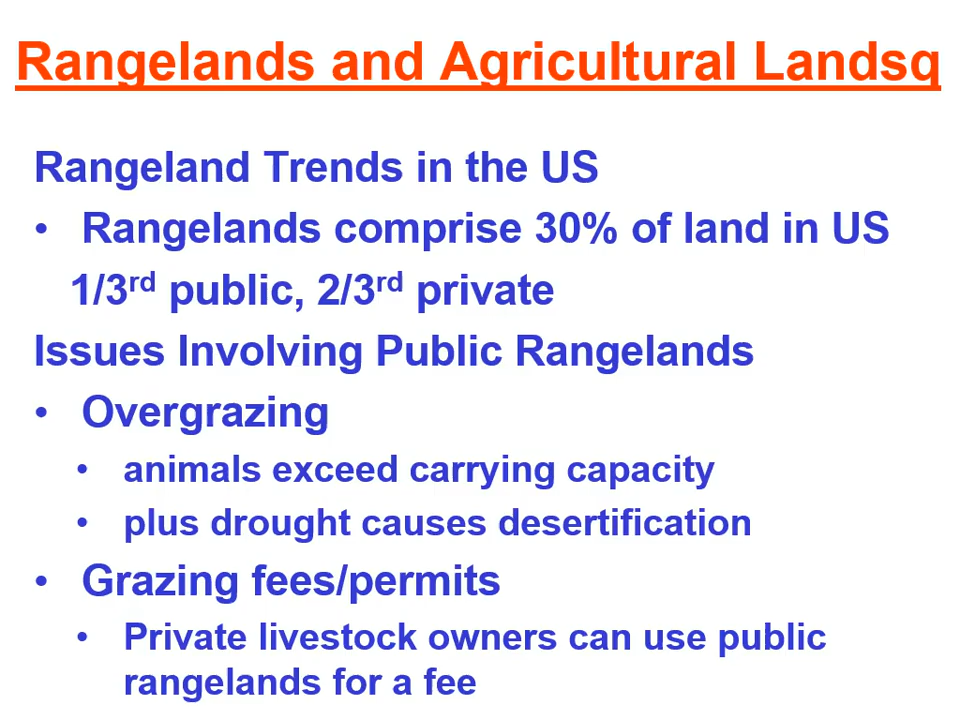 Rangelands and Agricultural Landsq
Rangeland Trends in the US
• Rangelands comprise 30% of land in US
1/3rd public, 2/3rd private
Issues Involving Public Rangelands
• Overgrazing
• animals exceed carrying capacity
• plus drought causes desertification
• Grazing fees/permits
• Private livestock owners can use public
rangelands for a fee